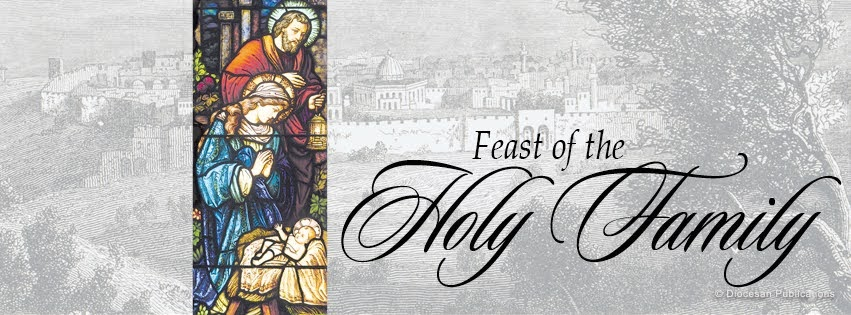 Feast of the
Holy Family
© Diocesan Publications